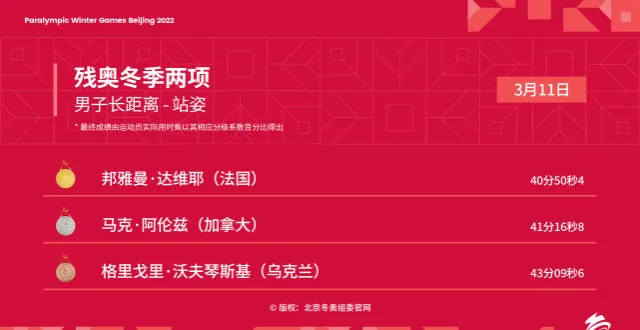 Paralympic Winter Games Beijing 2022
残奥冬季两项
男子长距离 - 站姿
* 最终成绩由运动员实际用时乘以其相应分级系数百分比得出
3月11日
邦雅曼·达维耶（法国） 40分50秒4
马克·阿伦兹（加拿大） 41分16秒8
格里戈里·沃夫琴斯基（乌克兰） 43分09秒6
© 版权：北京冬奥组委官网